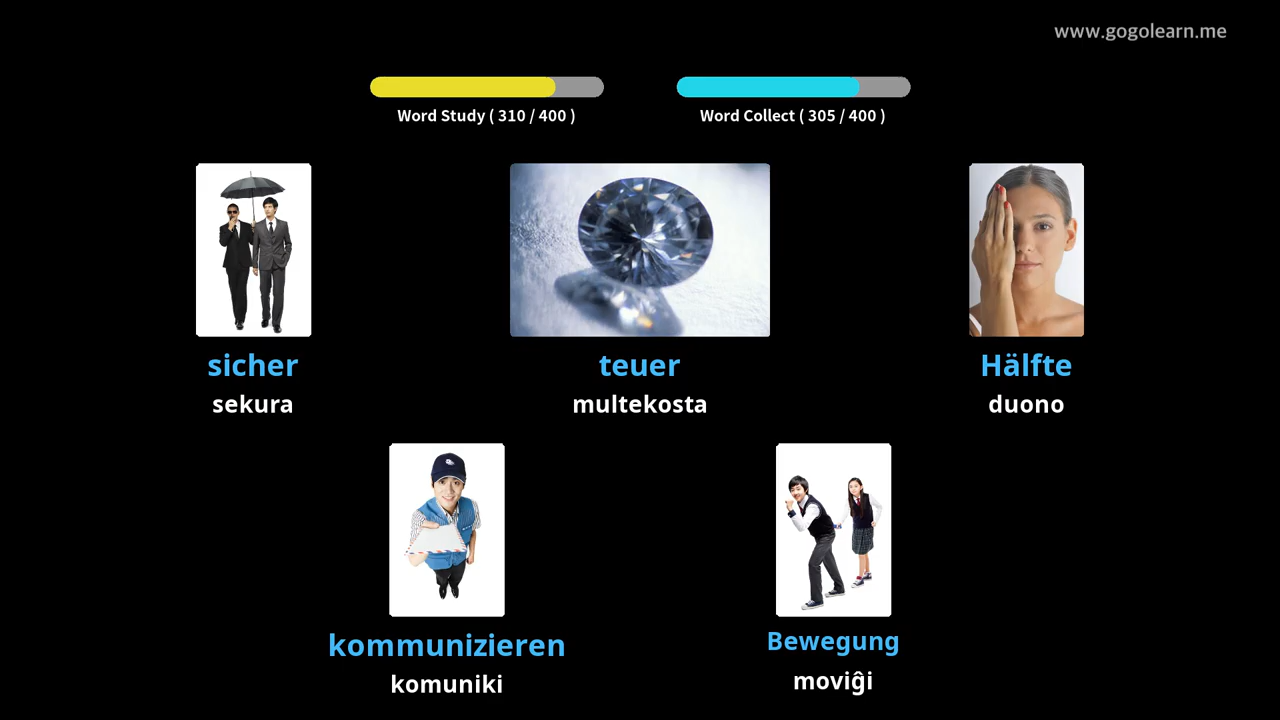 www.gogolearn.me
Word Study ( 310 / 400 )
Word Collect ( 305 / 400 )
sicher
sekura
teuer
multekosta
Hälfte
duono
kommunizieren
komuniki
Bewegung
moviĝi